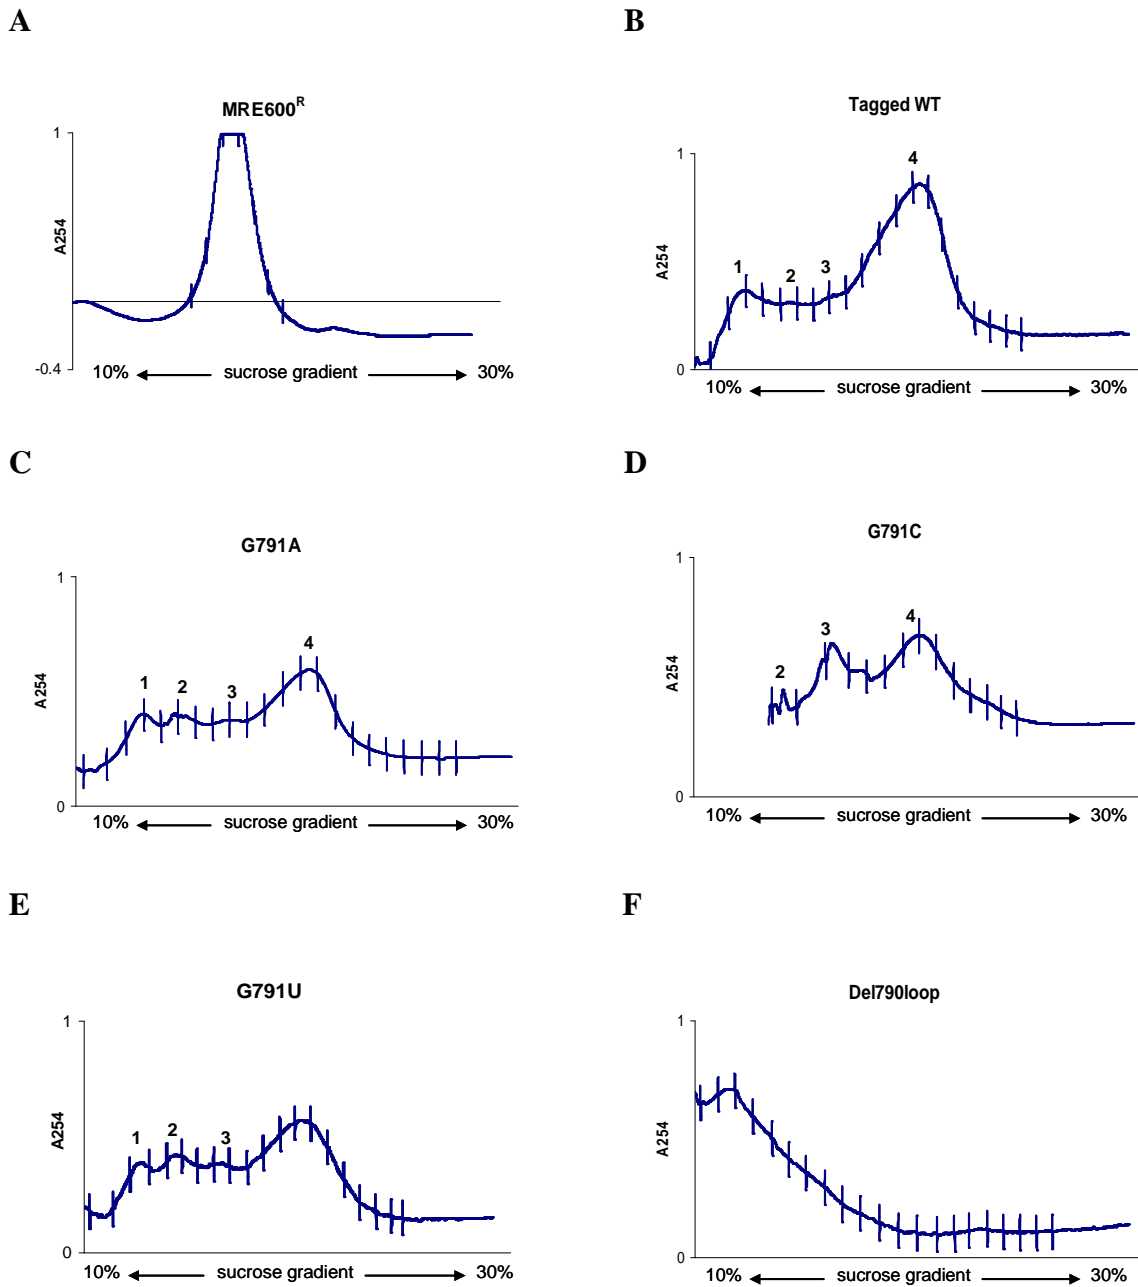 A
MRE600R
1
A254
-0.4
10% sucrose gradient 30%
B
Tagged WT
1
A254
0
1
2
3
4
10% sucrose gradient 30%
C
G791A
1
A254
0
1
2
3
4
10% sucrose gradient 30%
D
G791C
1
A254
0
2
3
4
10% sucrose gradient 30%
E
G791U
1
A254
0
1
2
3
10% sucrose gradient 30%
F
Del790loop
1
A254
0
10% sucrose gradient 30%